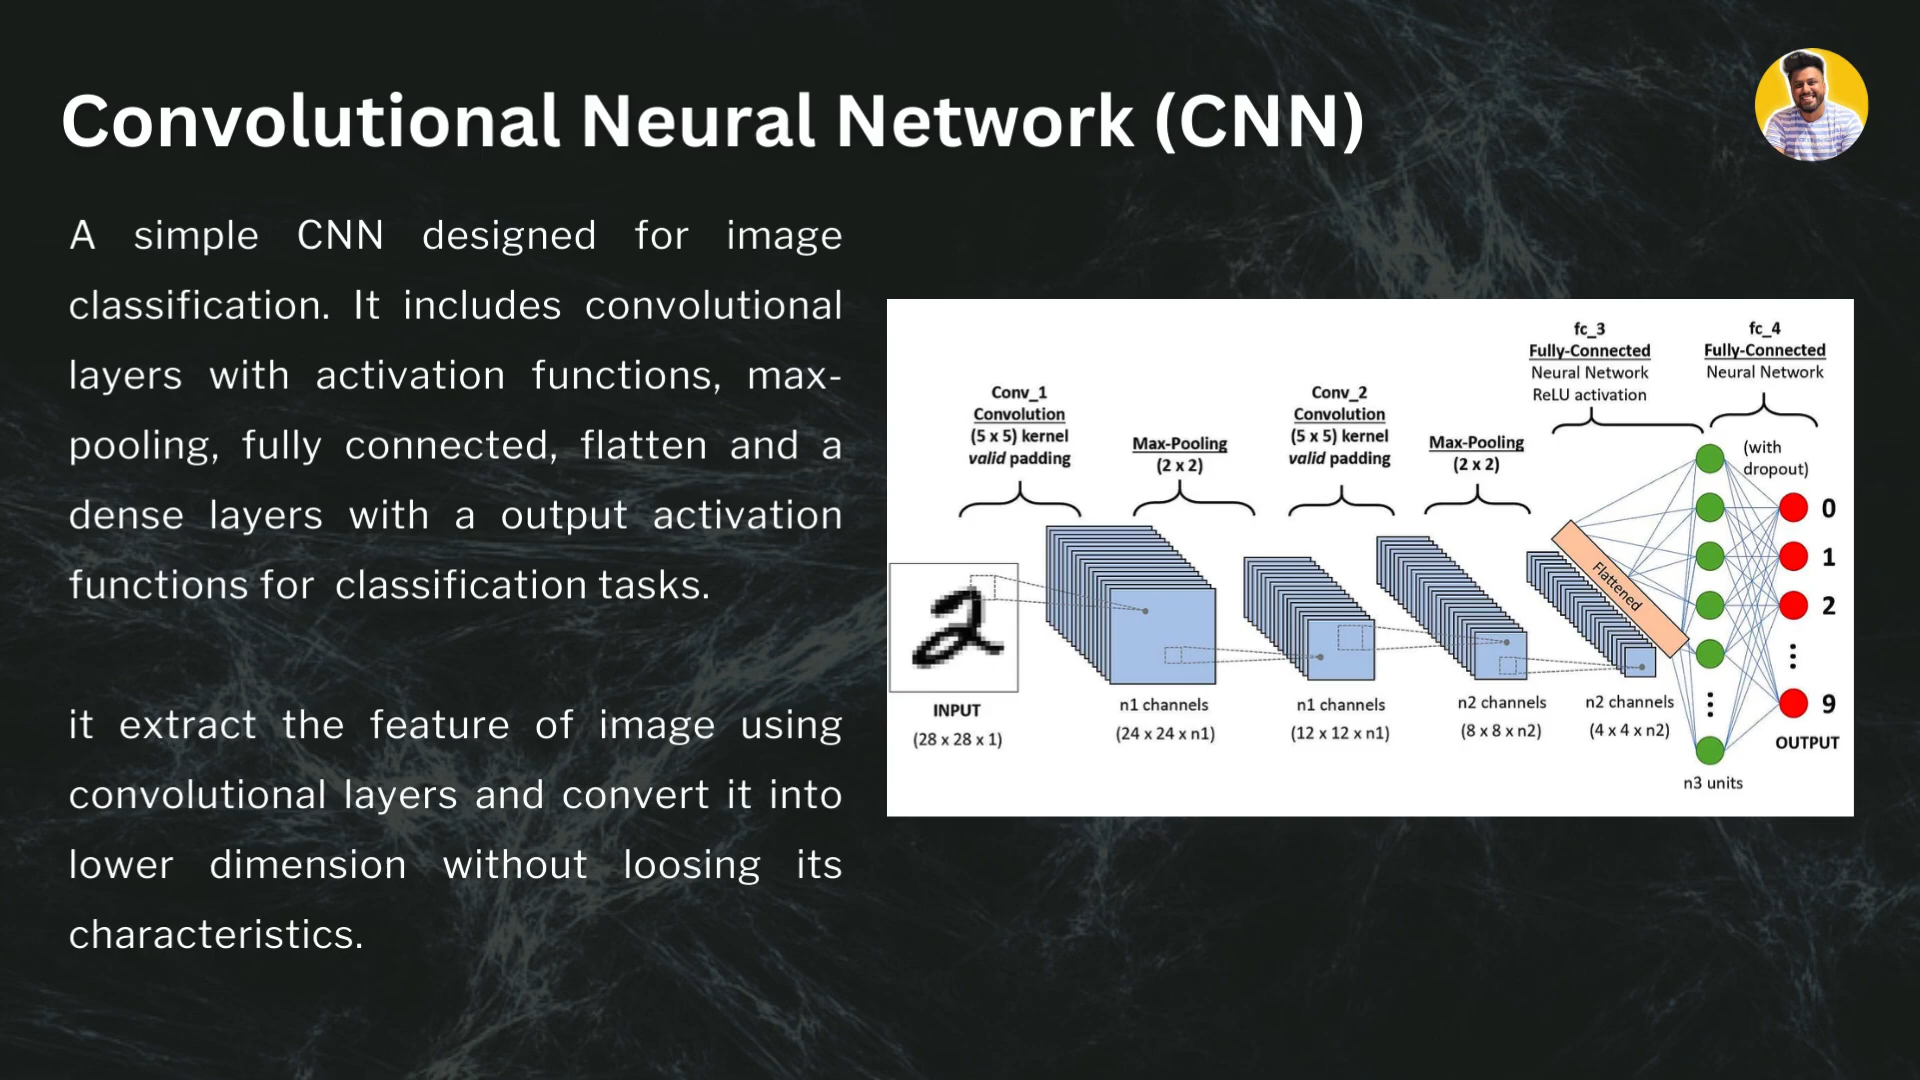 Convolutional Neural Network (CNN)
A simple CNN designed for image
classification. It includes convolutional
layers with activation functions, max-
pooling, fully connected, flatten and a
dense layers with a output activation
functions for classification tasks.
it extract the feature of image using
convolutional layers and convert it into
lower dimension without loosing its
characteristics.
Conv_1
Convolution
(5 x 5) kernel
valid padding
Max-Pooling
(2 x 2)
Conv_2
Convolution
(5 x 5) kernel
valid padding
Max-Pooling
(2 x 2)
fc_3
Fully-Connected
Neural Network
ReLU activation
fc_4
Fully-Connected
Neural Network
(with
dropout)
2
INPUT
(28 x 28 x 1)
n1 channels
(24 x 24 x n1)
n1 channels
(12 x 12 x n1)
n2 channels
(8 x 8 x n2)
n2 channels
(4 x 4 x n2)
Flattened
n3 units
0
1
2
⋮
9
OUTPUT